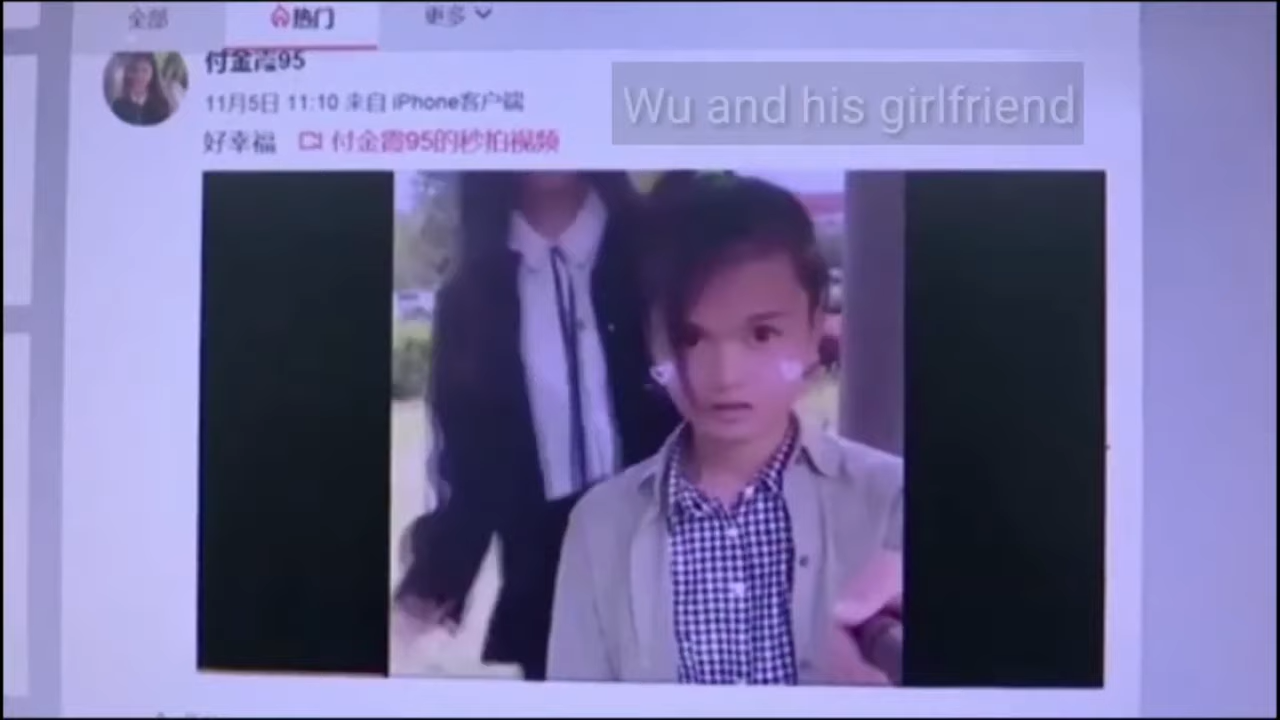 全部
热门
更多
付金霞95
11月5日 11:10 来自 iPhone客户端
好幸福 付金霞95的秒拍视频
Wu and his girlfriend